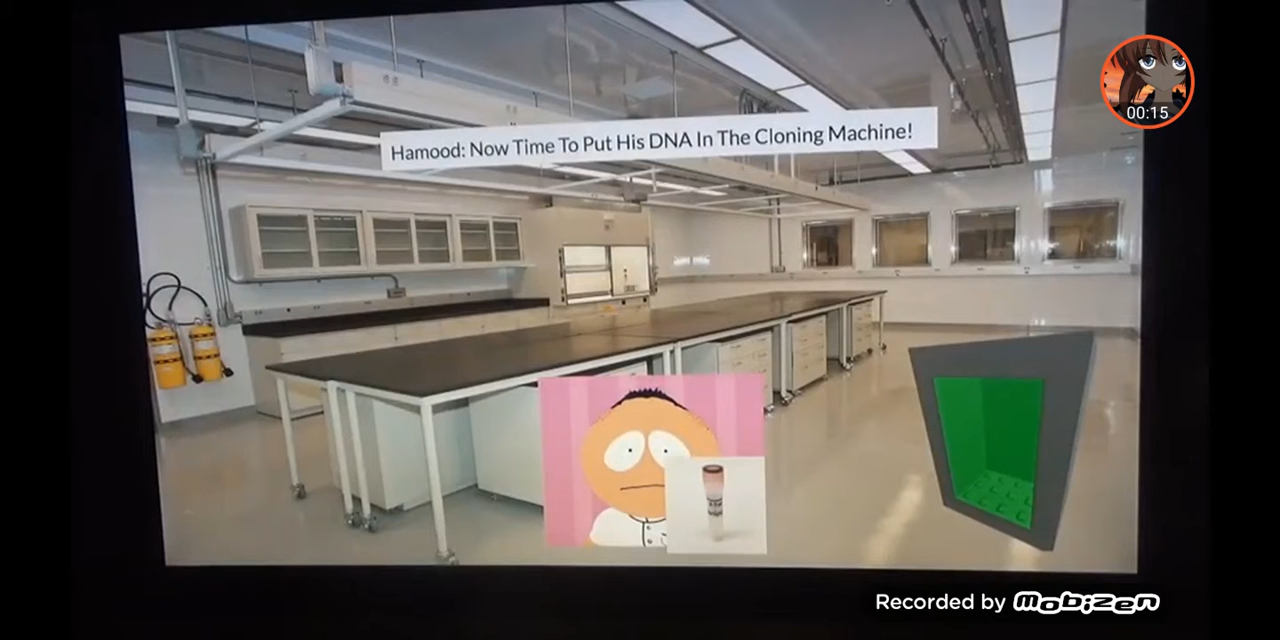 00:15
Hamood: Now Time To Put His DNA In The Cloning Machine!
Recorded by mobizen